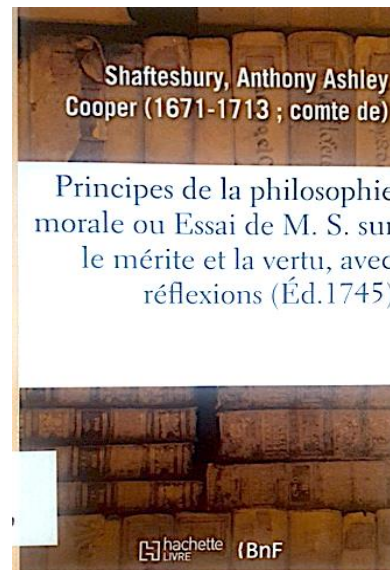 Shaftesbury, Anthony Ashley
Cooper (1671-1713 ; comte de)
Principes de la philosophie
morale ou Essai de M. S. sur
le mérite et la vertu, avec
réflexions (Éd.1745)
hachette
LIVRE
(BnF